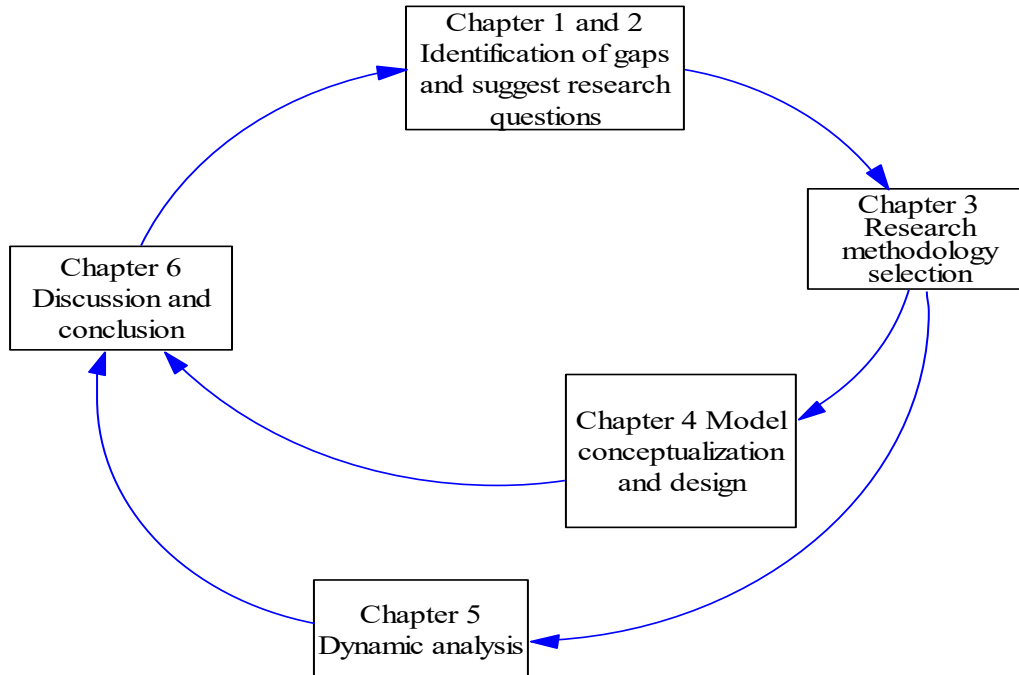 Chapter 1 and 2
Identification of gaps
and suggest research
questions
Chapter 3
Research
methodology
selection
Chapter 6
Discussion and
conclusion
Chapter 4 Model
conceptualization
and design
Chapter 5
Dynamic analysis